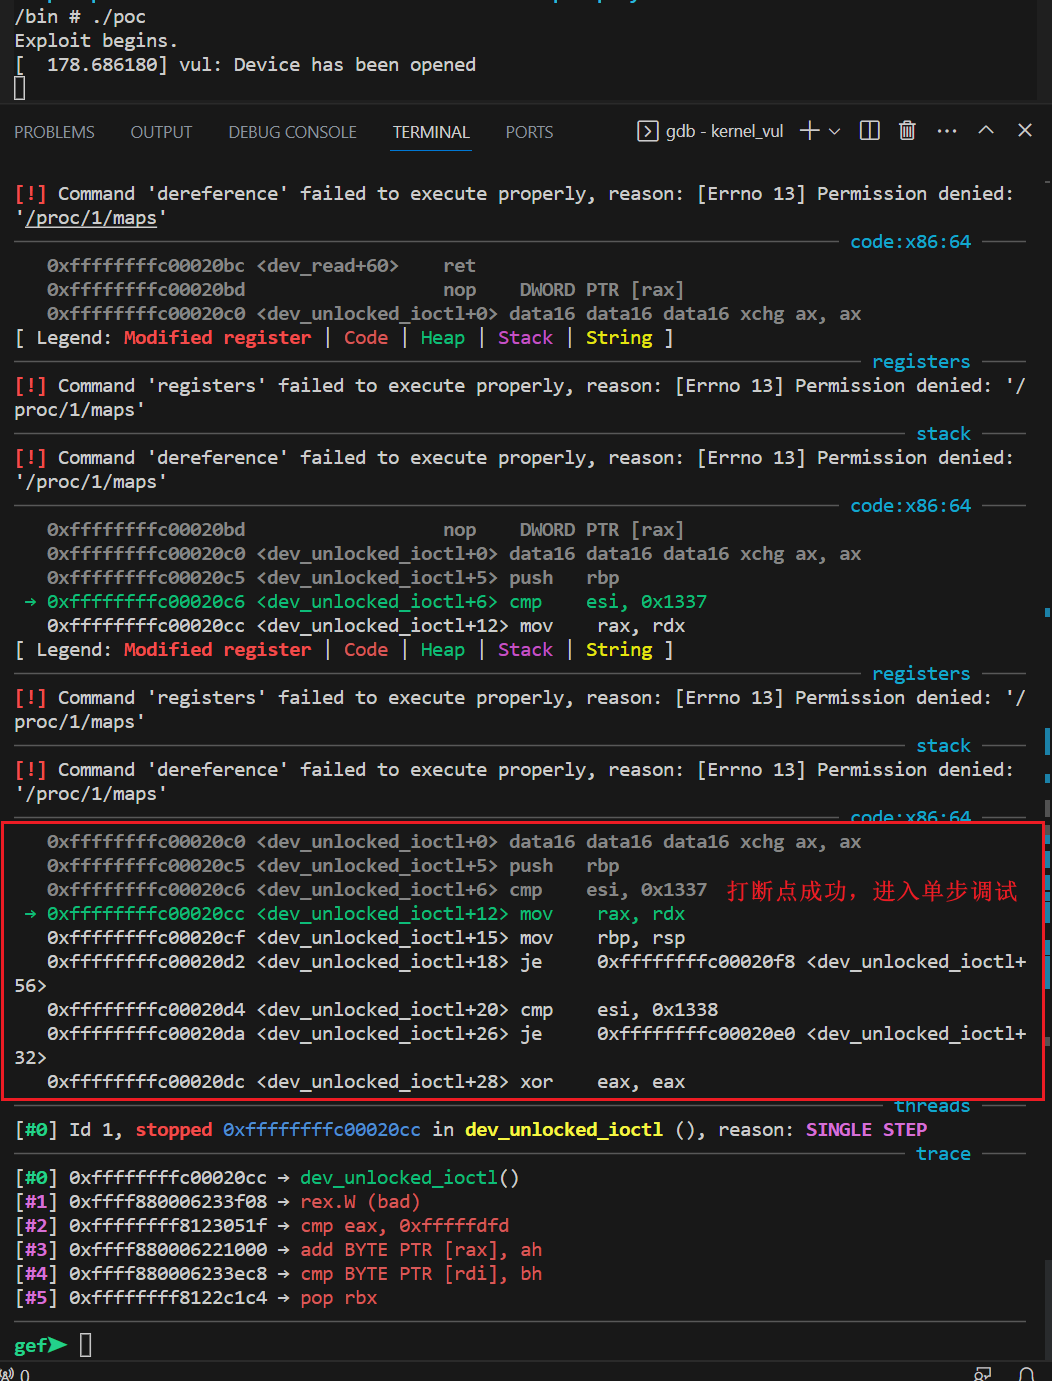 /bin # ./poc
Exploit begins.
[  178.686180] vul: Device has been opened
PROBLEMS OUTPUT DEBUG CONSOLE TERMINAL PORTS gdb - kernel_vul
[!] Command 'dereference' failed to execute properly, reason: [Errno 13] Permission denied:
'/proc/1/maps'
code:x86:64
0xffffffffc00020bc <dev_read+60>    ret
0xffffffffc00020bd                  nop    DWORD PTR [rax]
0xffffffffc00020c0 <dev_unlocked_ioctl+0> data16 data16 data16 xchg ax, ax
[ Legend: Modified register | Code | Heap | Stack | String ]
registers
[!] Command 'registers' failed to execute properly, reason: [Errno 13] Permission denied: '/
proc/1/maps'
stack
[!] Command 'dereference' failed to execute properly, reason: [Errno 13] Permission denied:
'/proc/1/maps'
code:x86:64
0xffffffffc00020bd                  nop    DWORD PTR [rax]
0xffffffffc00020c0 <dev_unlocked_ioctl+0> data16 data16 data16 xchg ax, ax
0xffffffffc00020c5 <dev_unlocked_ioctl+5> push   rbp
→ 0xffffffffc00020c6 <dev_unlocked_ioctl+6> cmp    esi, 0x1337
0xffffffffc00020cc <dev_unlocked_ioctl+12> mov    rax, rdx
[ Legend: Modified register | Code | Heap | Stack | String ]
registers
[!] Command 'registers' failed to execute properly, reason: [Errno 13] Permission denied: '/
proc/1/maps'
stack
[!] Command 'dereference' failed to execute properly, reason: [Errno 13] Permission denied:
'/proc/1/maps'
code:x86:64
0xffffffffc00020c0 <dev_unlocked_ioctl+0> data16 data16 data16 xchg ax, ax
0xffffffffc00020c5 <dev_unlocked_ioctl+5> push   rbp
0xffffffffc00020c6 <dev_unlocked_ioctl+6> cmp    esi, 0x1337 打断点成功，进入单步调试
→ 0xffffffffc00020cc <dev_unlocked_ioctl+12> mov    rax, rdx
0xffffffffc00020cf <dev_unlocked_ioctl+15> mov    rbp, rsp
0xffffffffc00020d2 <dev_unlocked_ioctl+18> je     0xffffffffc00020f8 <dev_unlocked_ioctl+
56>
0xffffffffc00020d4 <dev_unlocked_ioctl+20> cmp    esi, 0x1338
0xffffffffc00020da <dev_unlocked_ioctl+26> je     0xffffffffc00020e0 <dev_unlocked_ioctl+
32>
0xffffffffc00020dc <dev_unlocked_ioctl+28> xor    eax, eax
threads
[#0] Id 1, stopped 0xffffffffc00020cc in dev_unlocked_ioctl (), reason: SINGLE STEP
trace
[#0] 0xffffffffc00020cc → dev_unlocked_ioctl()
[#1] 0xffff880006233f08 → rex.W (bad)
[#2] 0xffffffff8123051f → cmp eax, 0xfffffdfd
[#3] 0xffff880006221000 → add BYTE PTR [rax], ah
[#4] 0xffff880006233ec8 → cmp BYTE PTR [rdi], bh
[#5] 0xffffffff8122c1c4 → pop rbx
gef➤
0